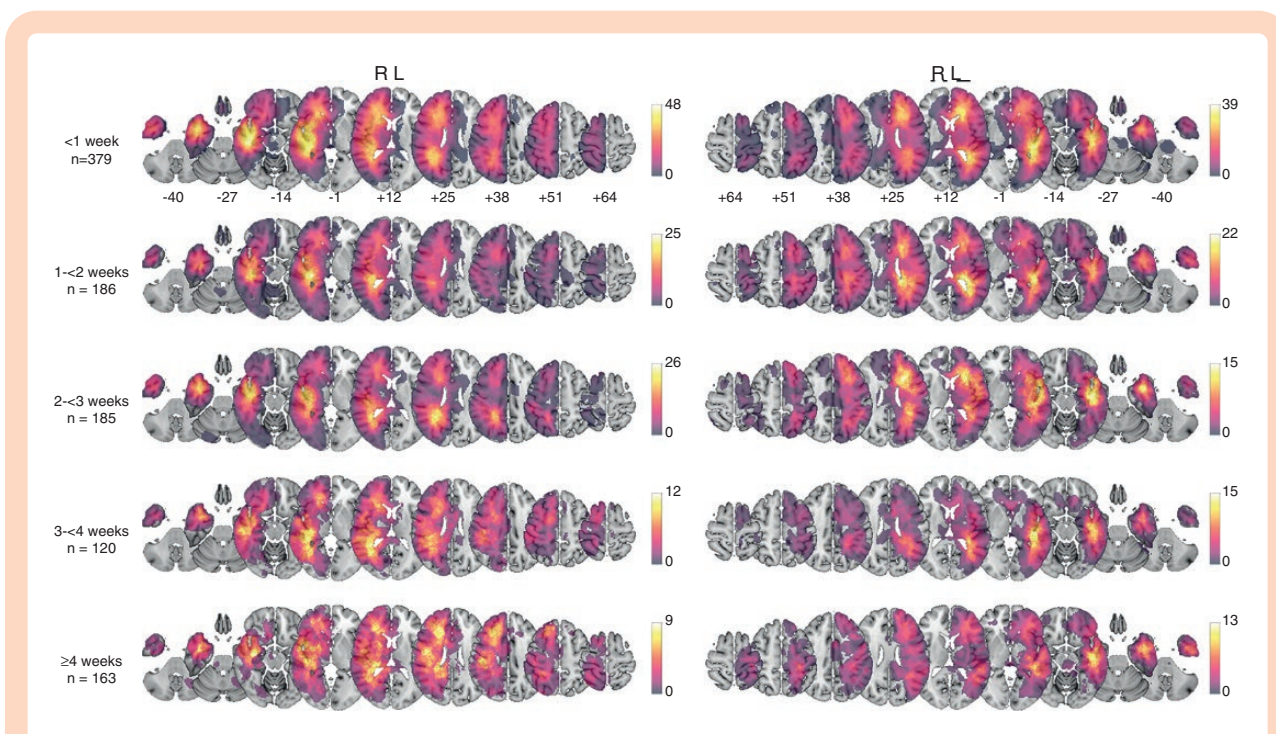 R L R L
48 39
<1 week
n=379
0 0
-40 -27 -14 -1 +12 +25 +38 +51 +64 +64 +51 +38 +25 +12 -1 -14 -27 -40
25 22
1-<2 weeks
n = 186
0 0
26 15
2-<3 weeks
n = 185
0 0
12 15
3-<4 weeks
n = 120
0 0
9 13
≥4 weeks
n = 163
0 0